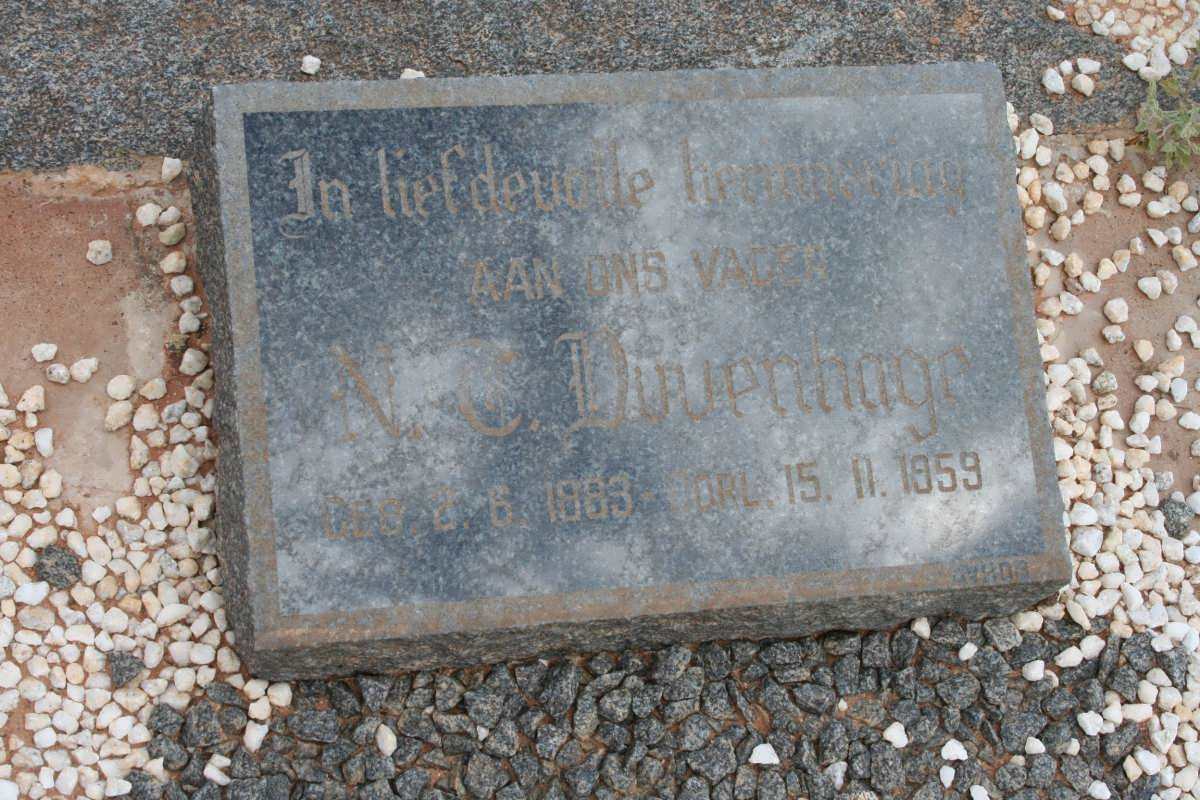 In liefdevolle herinnering
AAN ONS VADER
N. T. Duvenhage
GEB. 2. 6. 1883 - OORL. 15. 11. 1959